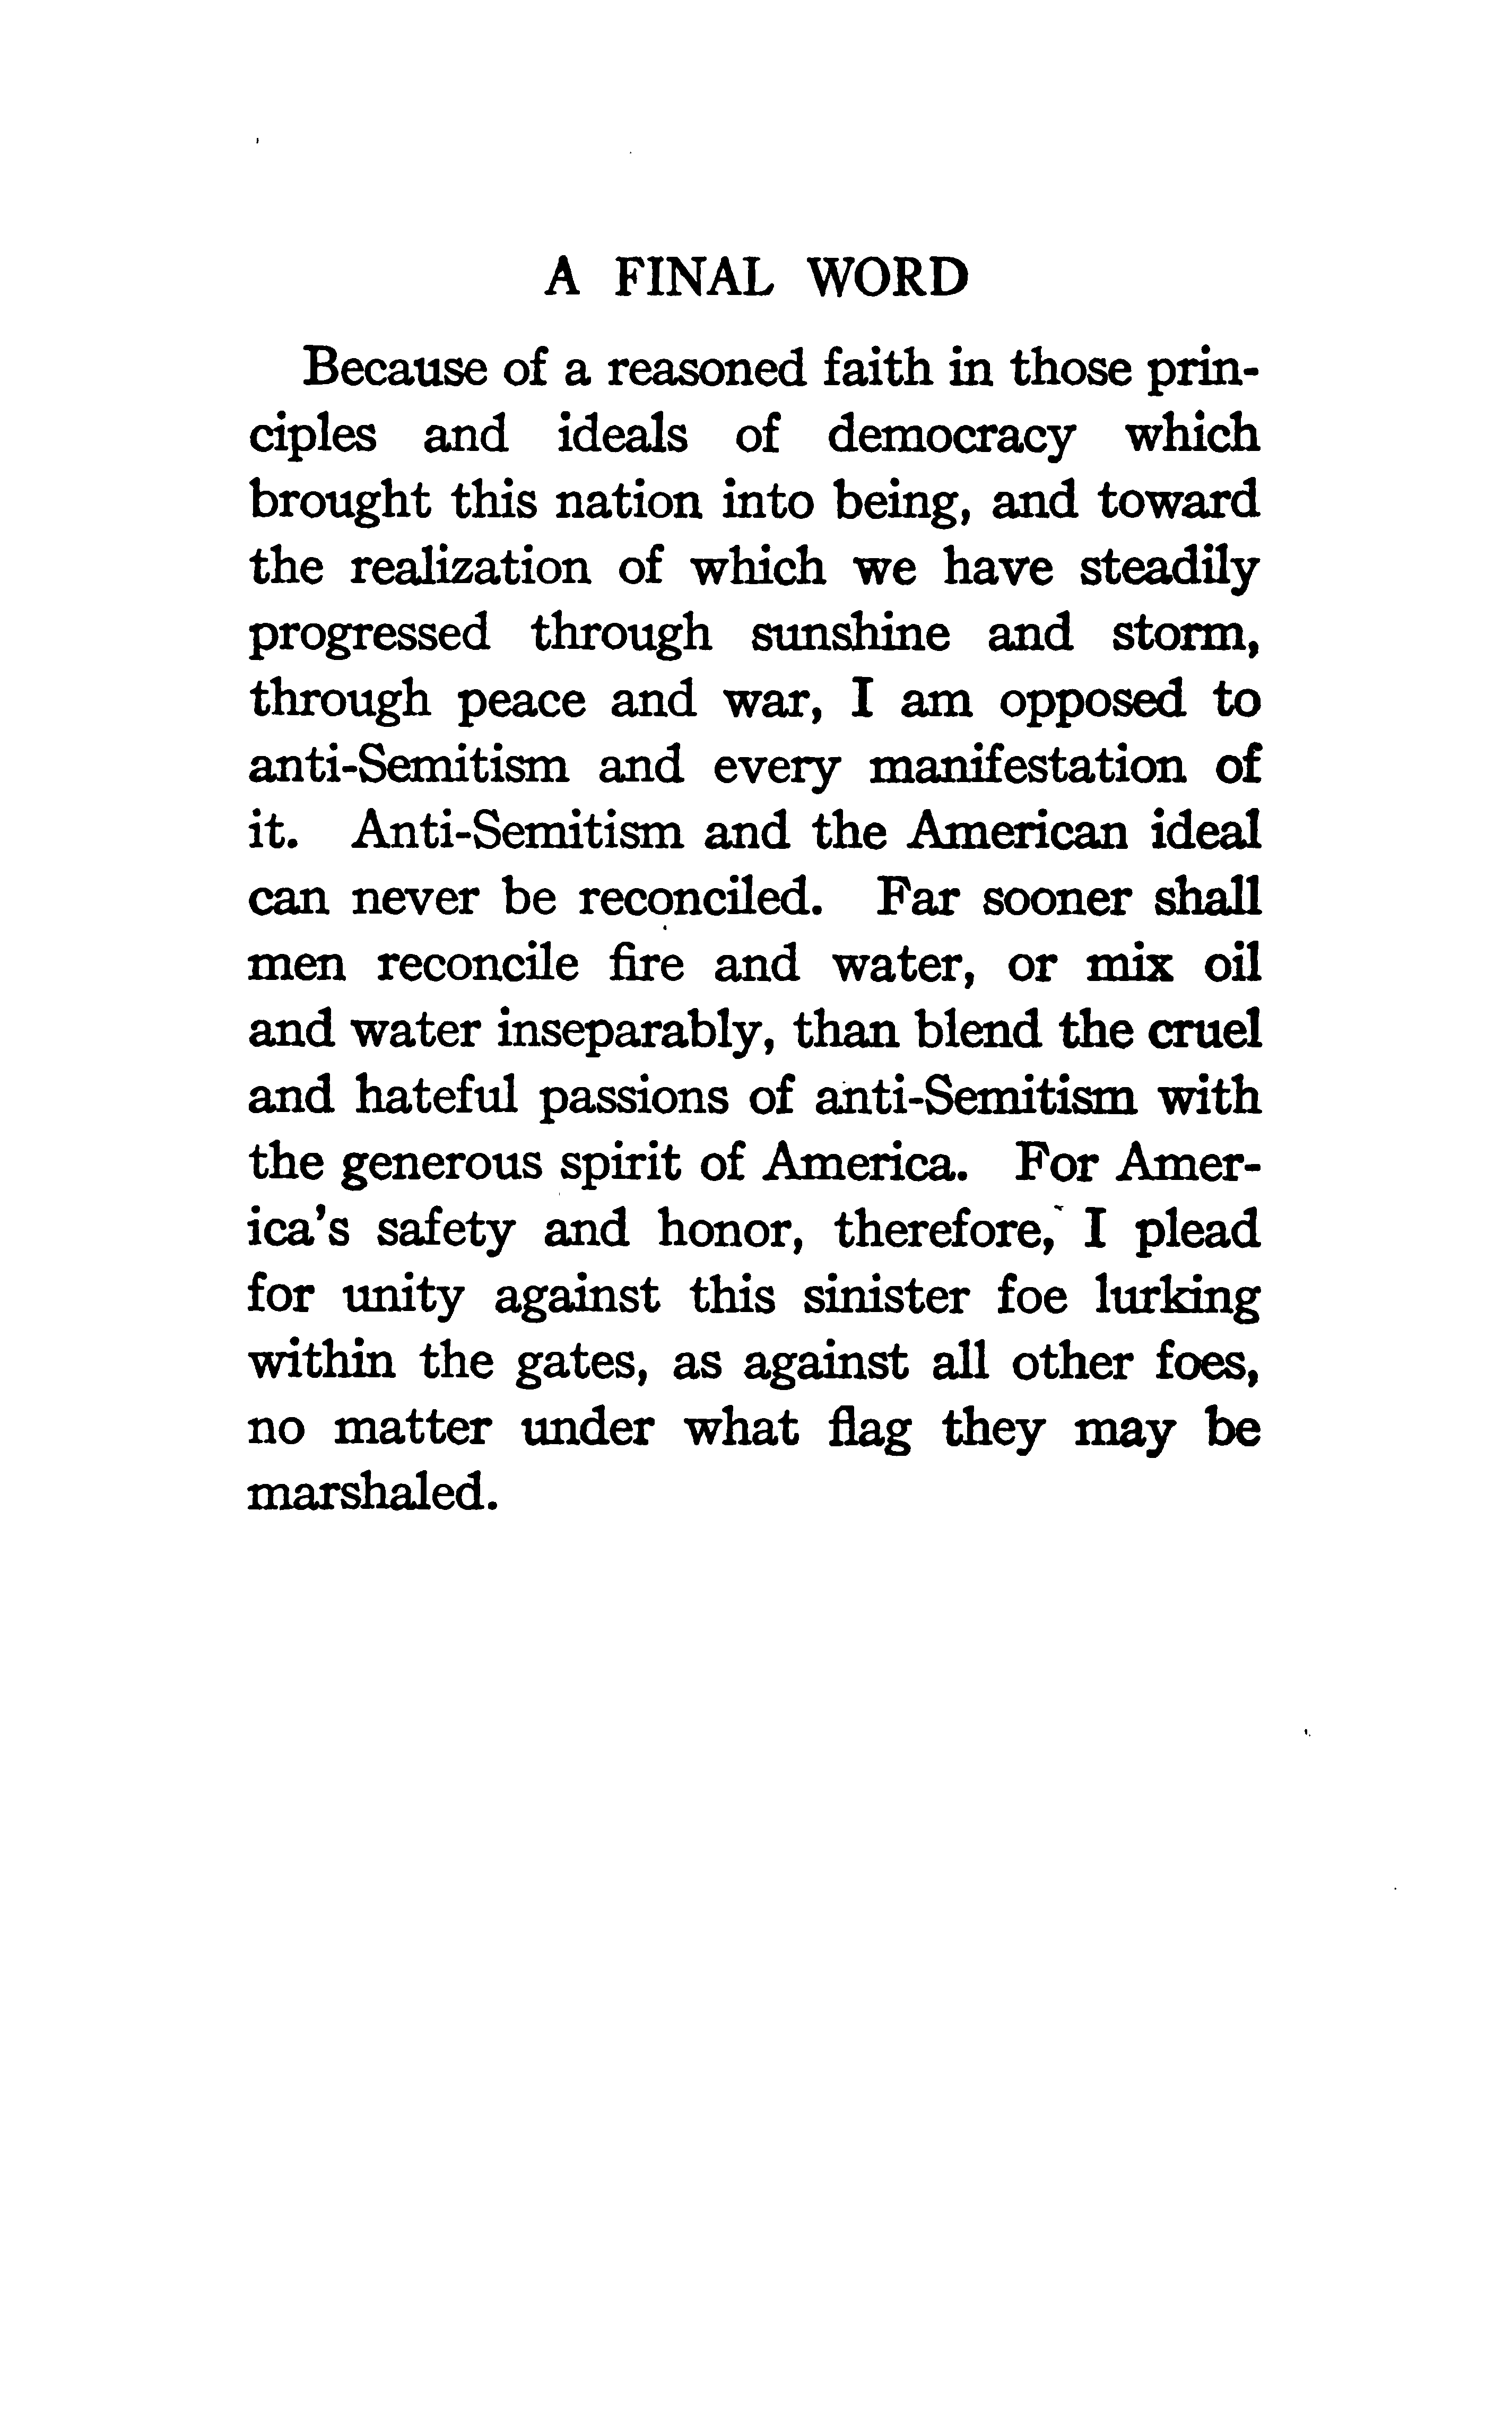 A FINAL WORD
Because of a reasoned faith in those prin-
ciples and ideals of democracy which
brought this nation into being, and toward
the realization of which we have steadily
progressed through sunshine and storm,
through peace and war, I am opposed to
anti-Semitism and every manifestation of
it. Anti-Semitism and the American ideal
can never be reconciled. Far sooner shall
men reconcile fire and water, or mix oil
and water inseparably, than blend the cruel
and hateful passions of anti-Semitism with
the generous spirit of America. For Amer-
ica's safety and honor, therefore, I plead
for unity against this sinister foe lurking
within the gates, as against all other foes,
no matter under what flag they may be
marshaled.